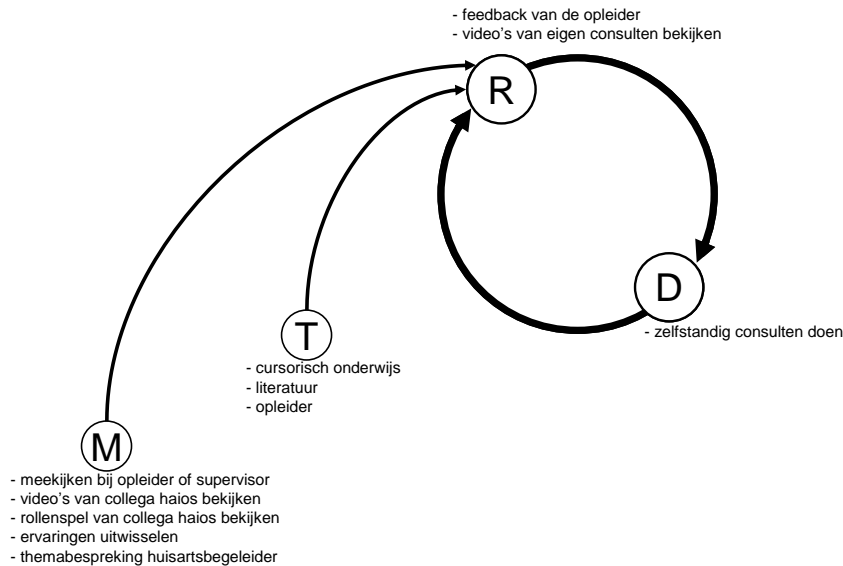 - feedback van de opleider
- video's van eigen consulten bekijken
R
D
- zelfstandig consulten doen
T
- cursorisch onderwijs
- literatuur
- opleider
M
- meekijken bij opleider of supervisor
- video's van collega haios bekijken
- rollenspel van collega haios bekijken
- ervaringen uitwisselen
- themabespreking huisartsbegeleider